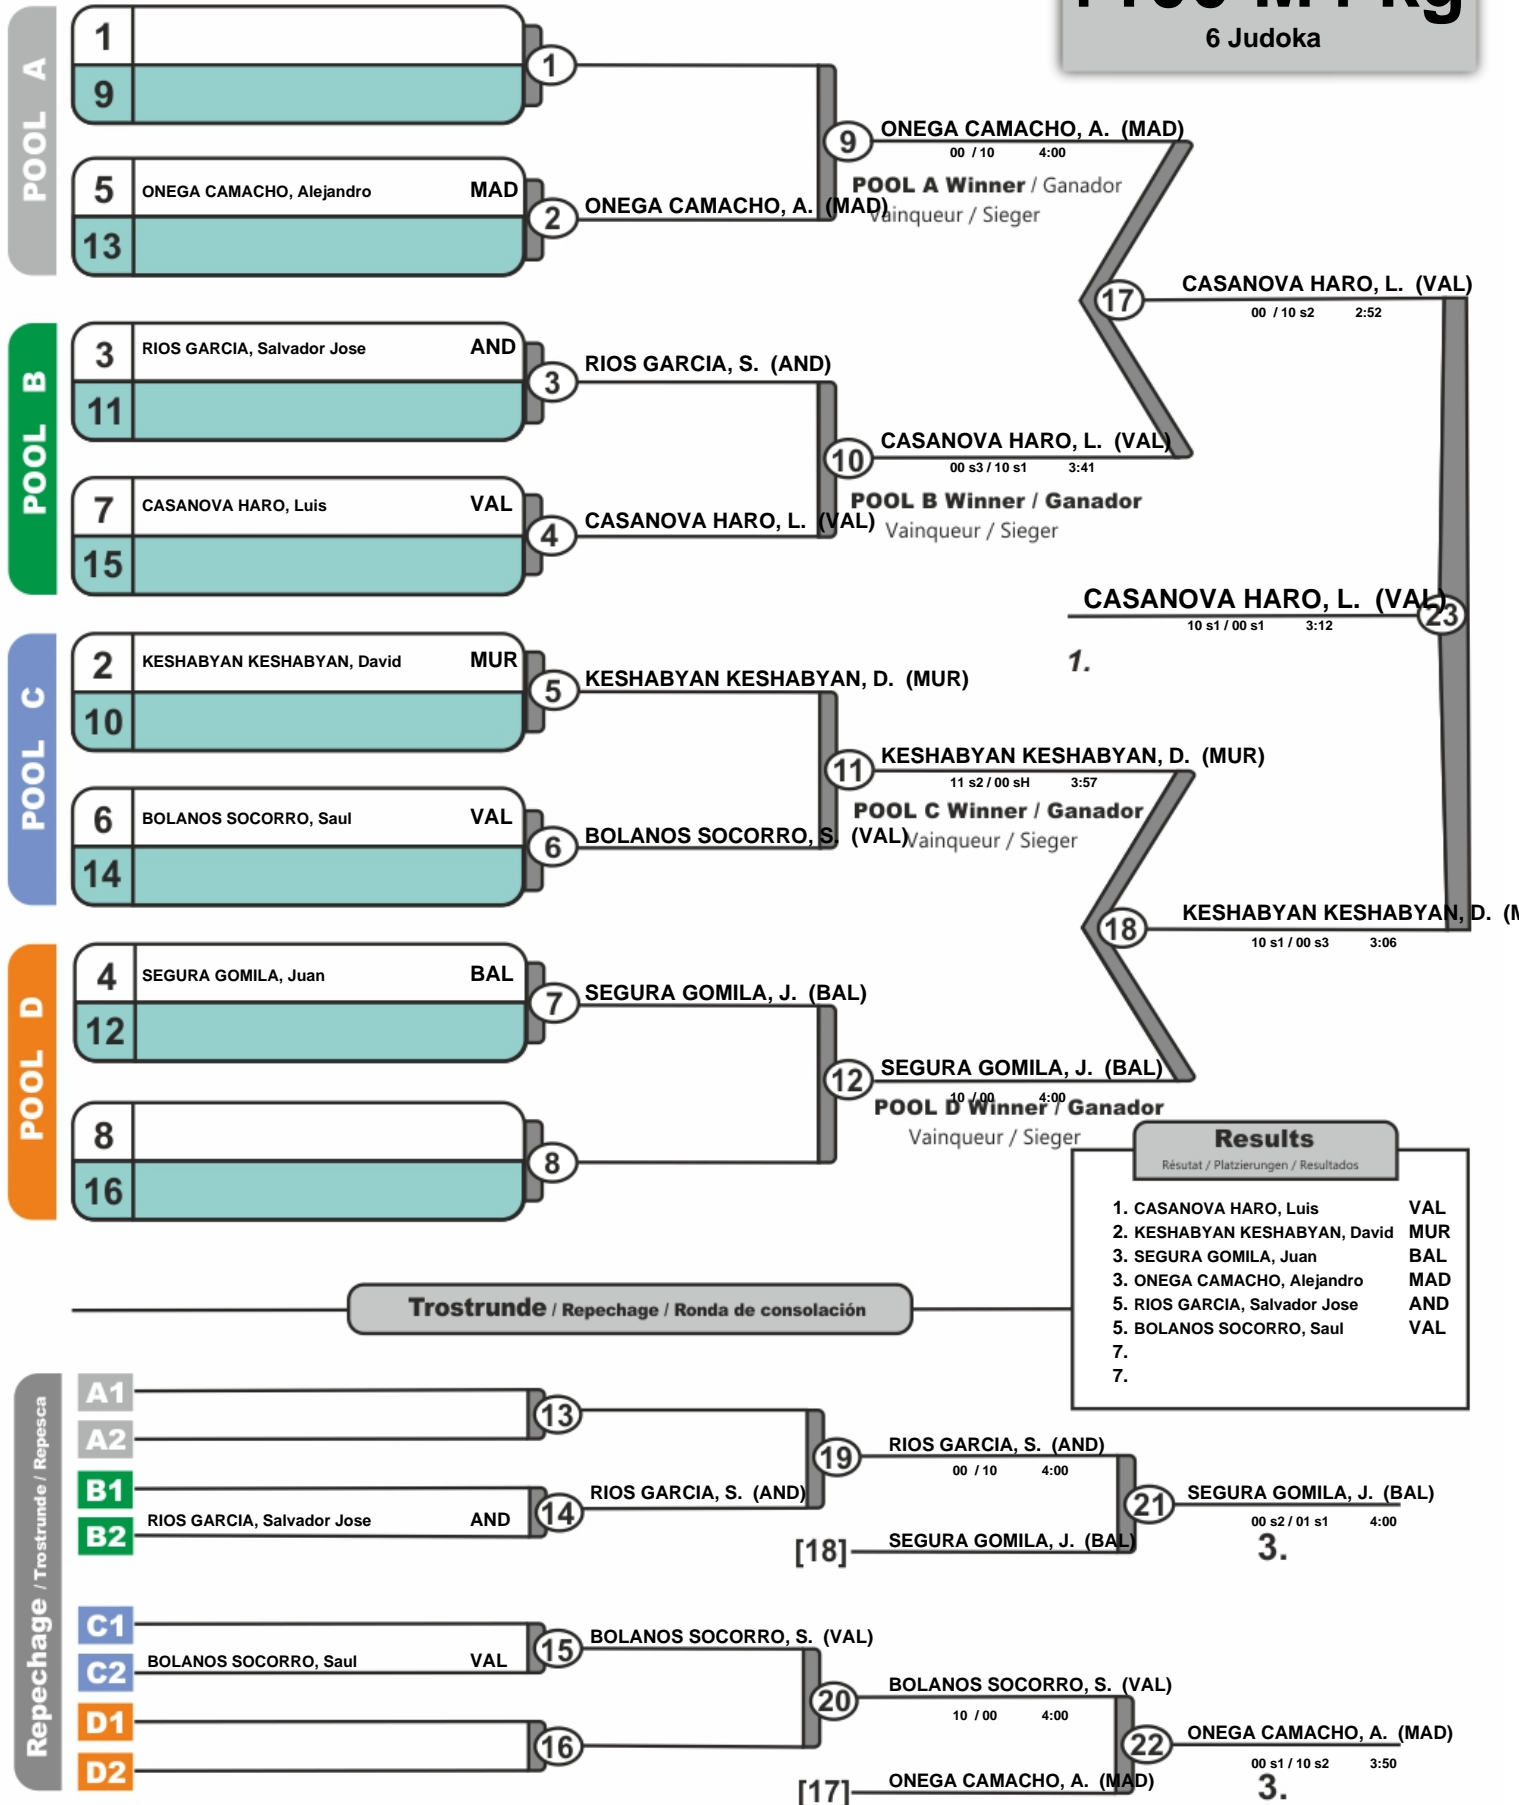 6 Judoka
POOL A
1
9
1
5 ONEGA CAMACHO, Alejandro MAD
13
2
ONEGA CAMACHO, A. (MAD)
9
ONEGA CAMACHO, A. (MAD)
00 / 10 4:00
POOL A Winner / Ganador
Vainqueur / Sieger
POOL B
3 RIOS GARCIA, Salvador Jose AND
11
3
RIOS GARCIA, S. (AND)
7 CASANOVA HARO, Luis VAL
15
4
CASANOVA HARO, L. (VAL)
10
CASANOVA HARO, L. (VAL)
00 s3 / 10 s1 3:41
POOL B Winner / Ganador
Vainqueur / Sieger
17
CASANOVA HARO, L. (VAL)
00 / 10 s2 2:52
CASANOVA HARO, L. (VAL)
23
10 s1 / 00 s1 3:12
1.
POOL C
2 KESHABYAN KESHABYAN, David MUR
10
5
KESHABYAN KESHABYAN, D. (MUR)
6 BOLANOS SOCORRO, Saul VAL
14
6
BOLANOS SOCORRO, S. (VAL)
11
KESHABYAN KESHABYAN, D. (MUR)
11 s2 / 00 sH 3:57
POOL C Winner / Ganador
Vainqueur / Sieger
18
KESHABYAN KESHABYAN, D.
10 s1 / 00 s3 3:06
POOL D
4 SEGURA GOMILA, Juan BAL
12
7
SEGURA GOMILA, J. (BAL)
8
16
8
12
SEGURA GOMILA, J. (BAL)
10 / 00 4:00
POOL D Winner / Ganador
Vainqueur / Sieger
Results
Résutat / Platzierungen / Resultados
1. CASANOVA HARO, Luis VAL
2. KESHABYAN KESHABYAN, David MUR
3. SEGURA GOMILA, Juan BAL
3. ONEGA CAMACHO, Alejandro MAD
5. RIOS GARCIA, Salvador Jose AND
5. BOLANOS SOCORRO, Saul VAL
7.
7.
Trostrunde / Repechage / Ronda de consolación
Repechage / Trostrunde / Repesca
A1
A2
13
B1
B2 RIOS GARCIA, Salvador Jose AND
14
RIOS GARCIA, S. (AND)
19
RIOS GARCIA, S. (AND)
00 / 10 4:00
[18] SEGURA GOMILA, J. (BAL)
21
SEGURA GOMILA, J. (BAL)
00 s2 / 01 s1 4:00
3.
C1
C2 BOLANOS SOCORRO, Saul VAL
15
BOLANOS SOCORRO, S. (VAL)
D1
D2
16
20
BOLANOS SOCORRO, S. (VAL)
10 / 00 4:00
[17] ONEGA CAMACHO, A. (MAD)
22
ONEGA CAMACHO, A. (MAD)
00 s1 / 10 s2 3:50
3.